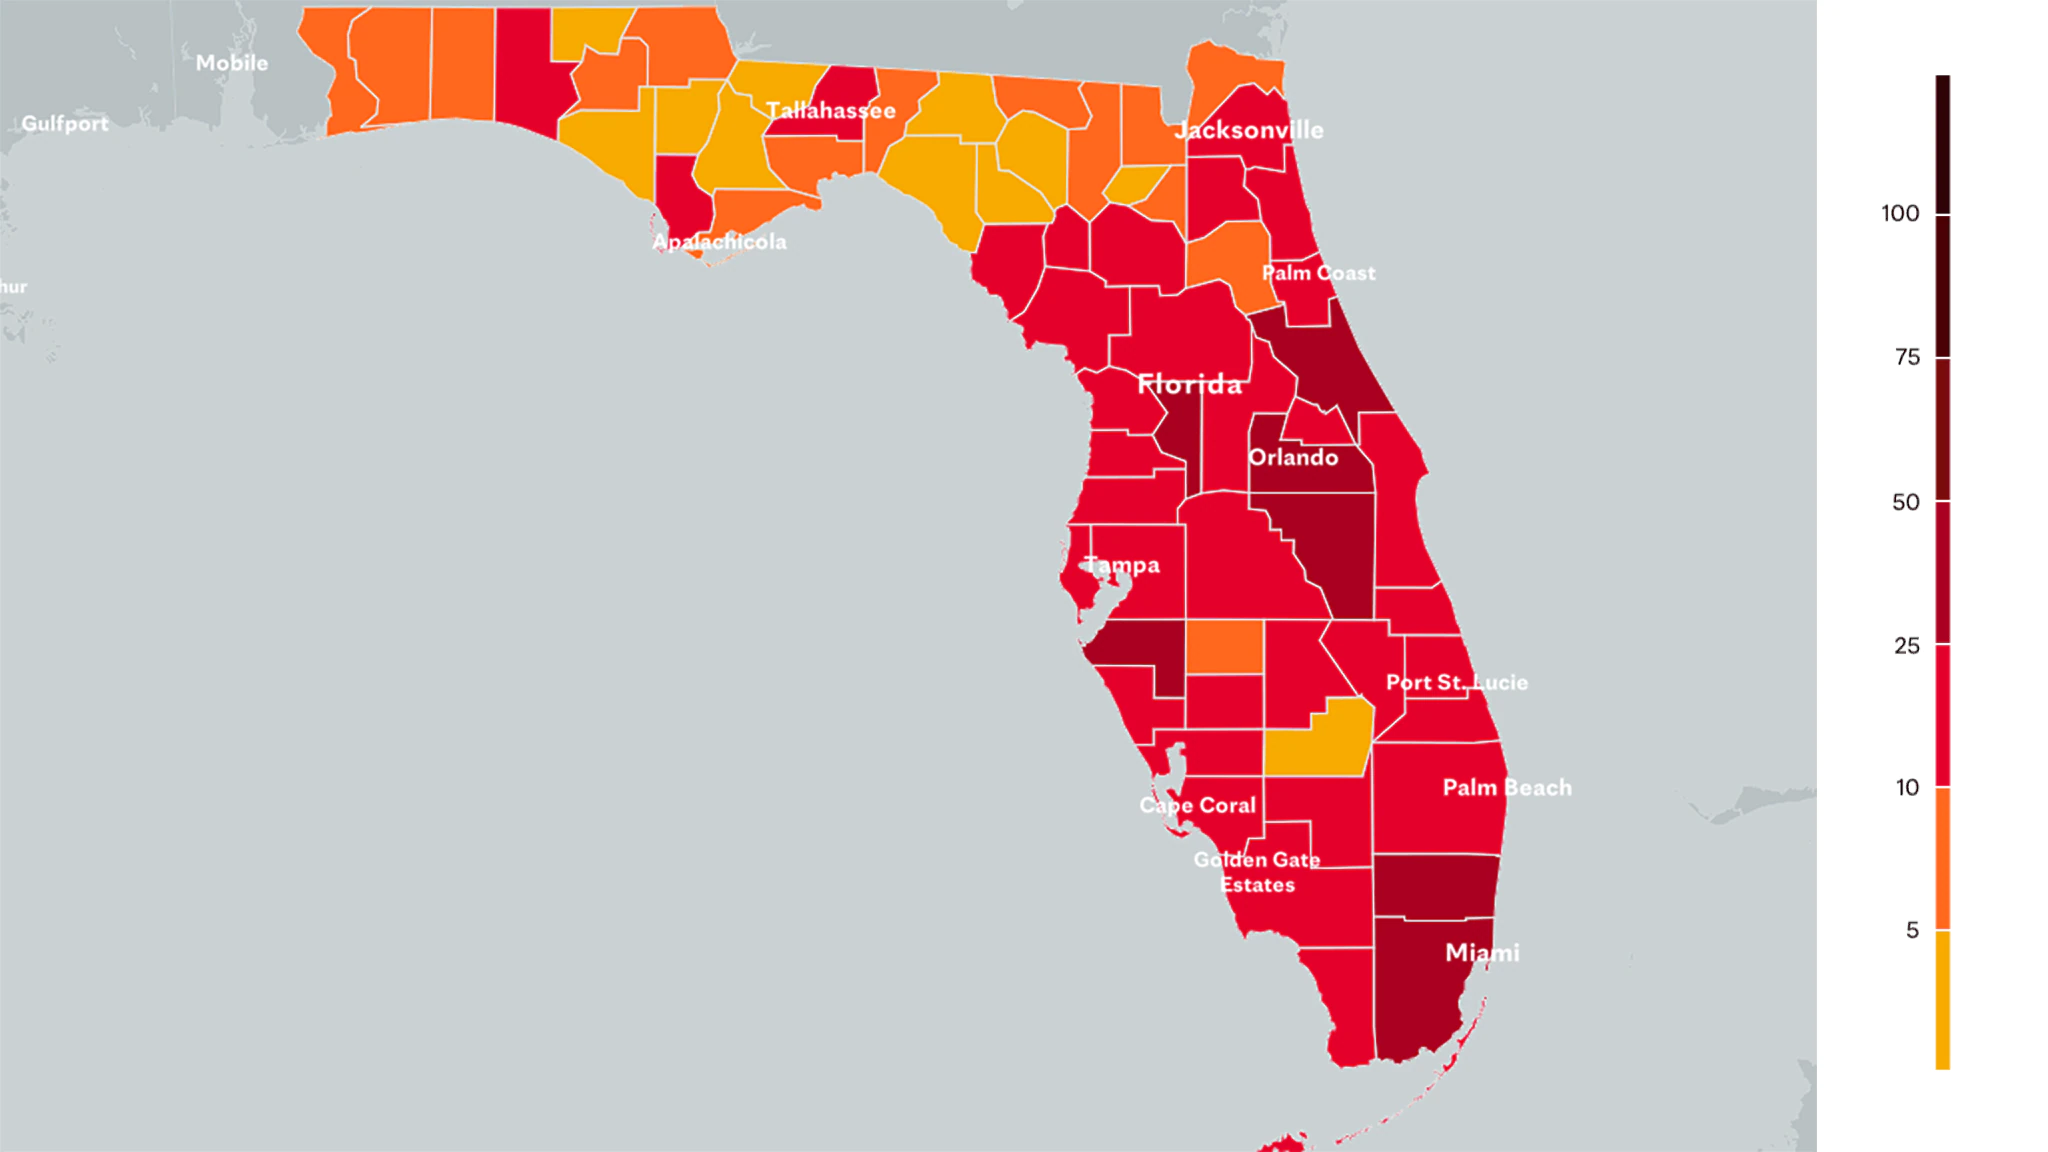 Mobile
Gulfport
Tallahassee
Jacksonville
Apalachicola
Palm Coast
hur
Florida
Orlando
Tampa
Port St. Lucie
Palm Beach
Cape Coral
Golden Gate
Estates
Miami
100
75
50
25
10
5